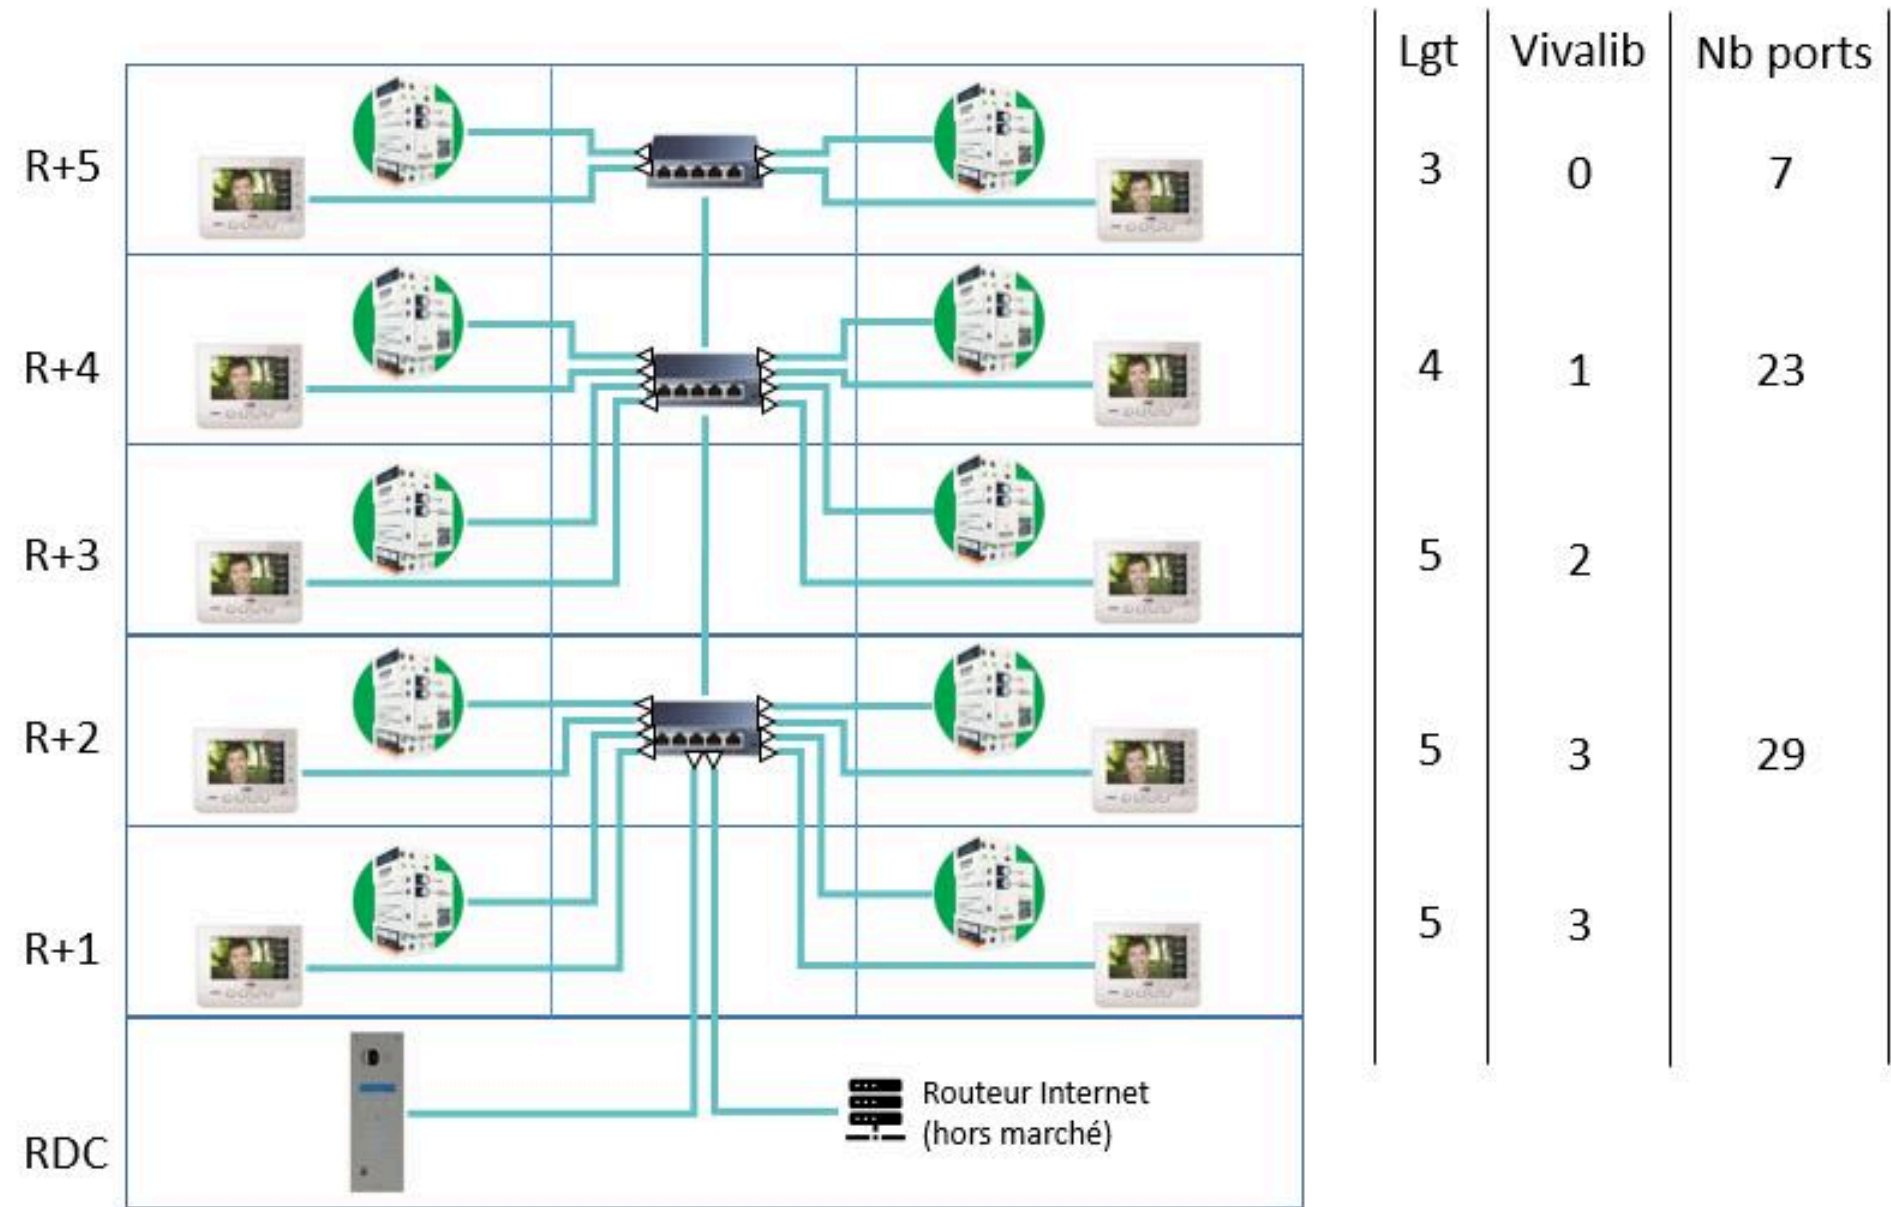 Lgt Vivalib Nb ports
R+5 3 0 7
R+4 4 1 23
R+3 5 2
R+2 5 3 29
R+1 5 3
Routeur Internet
(hors marché)
RDC